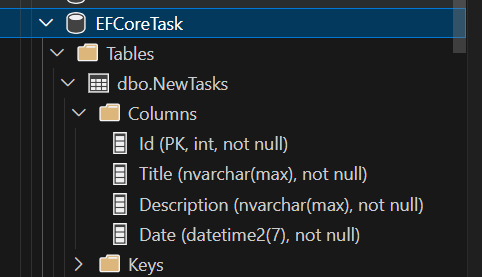 EFCoreTask
Tables
dbo.NewTasks
Columns
Id (PK, int, not null)
Title (nvarchar(max), not null)
Description (nvarchar(max), not null)
Date (datetime2(7), not null)
Keys